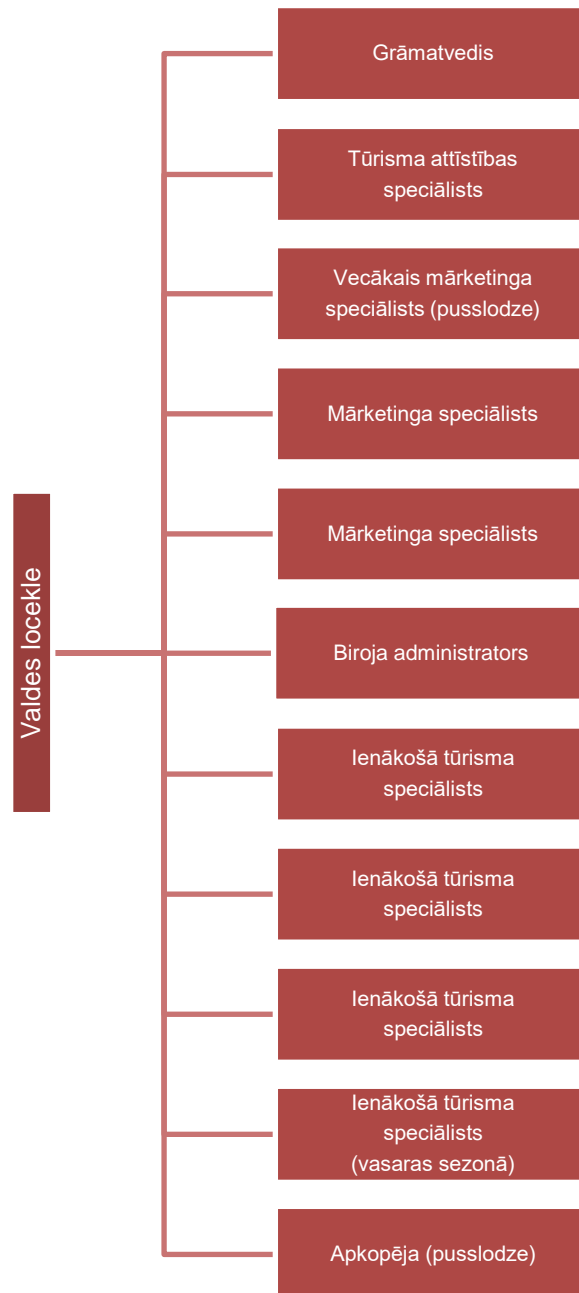 Grāmatvedis
Tūrisma attīstības
speciālists
Vecākais mārketinga
speciālists (pusslodze)
Mārketinga speciālists
Mārketinga speciālists
Valdes locekle
Biroja administrators
Ienākošā tūrisma
speciālists
Ienākošā tūrisma
speciālists
Ienākošā tūrisma
speciālists
Ienākošā tūrisma
speciālists
(vasaras sezonā)
Apkopēja (pusslodze)